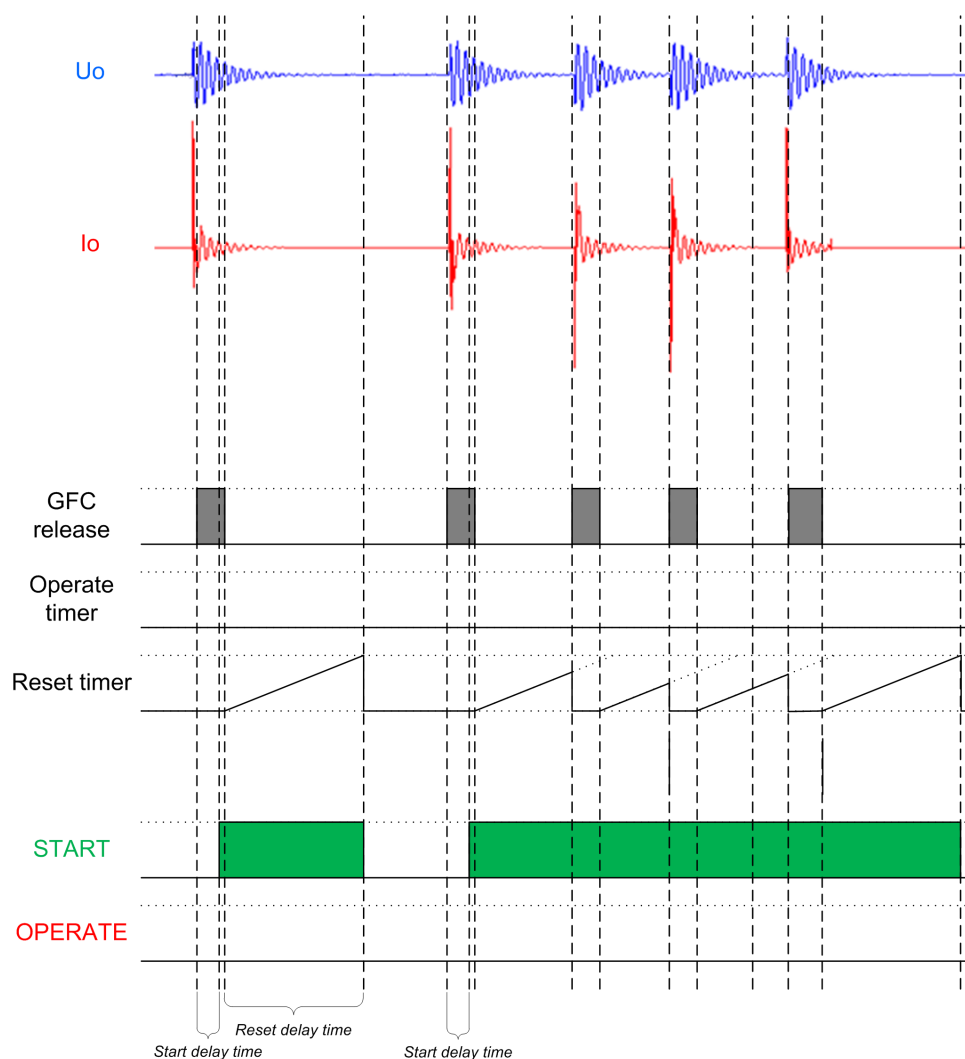 Uo
Io
GFC
release
Operate
timer
Reset timer
START
OPERATE
Reset delay time
Start delay time
Start delay time